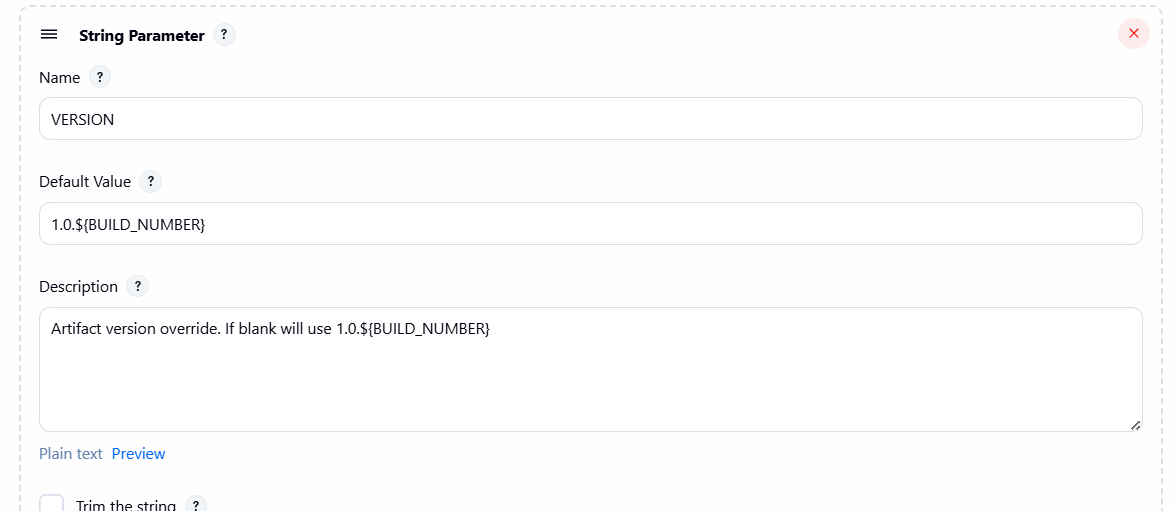 String Parameter ?
Name ?
VERSION
Default Value ?
1.0.${BUILD_NUMBER}
Description ?
Artifact version override. If blank will use 1.0.${BUILD_NUMBER}
Plain text Preview
Trim the string ?